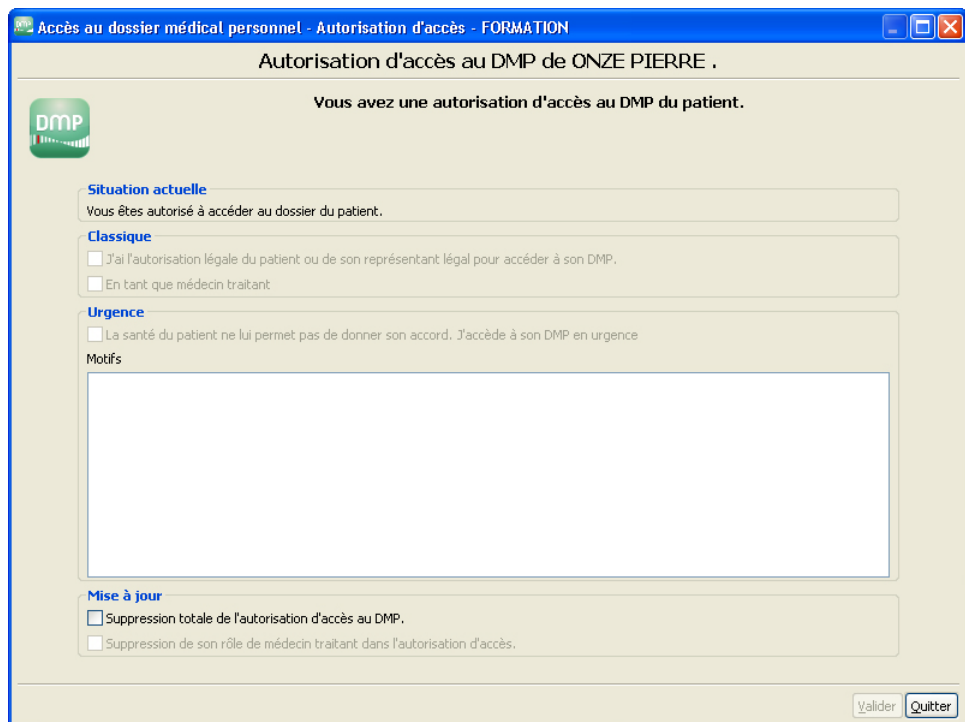 Accès au dossier médical personnel - Autorisation d'accès - FORMATION
Autorisation d'accès au DMP de ONZE PIERRE .
Vous avez une autorisation d'accès au DMP du patient.
DMP
Situation actuelle
Vous êtes autorisé à accéder au dossier du patient.
Classique
J'ai l'autorisation légale du patient ou de son représentant légal pour accéder à son DMP.
En tant que médecin traitant
Urgence
La santé du patient ne lui permet pas de donner son accord. J'accède à son DMP en urgence
Motifs
Mise à jour
Suppression totale de l'autorisation d'accès au DMP.
Suppression de son rôle de médecin traitant dans l'autorisation d'accès.
Valider Quitter